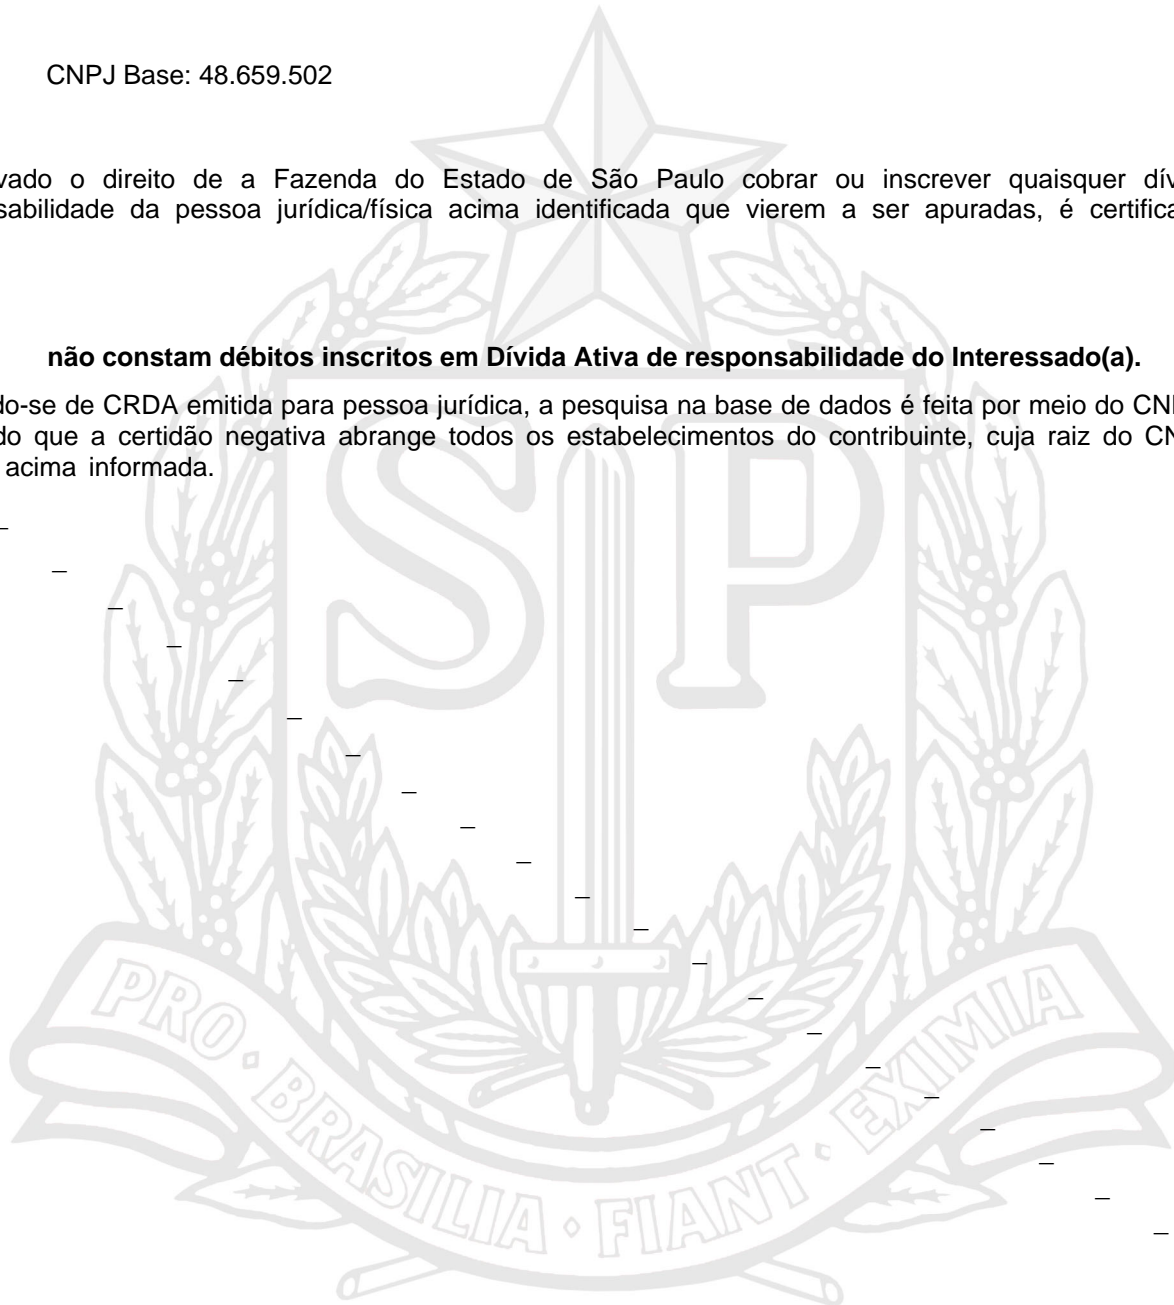 CNPJ Base: 48.659.502
vado o direito de a Fazenda do Estado de São Paulo cobrar ou inscrever quaisquer dív
sabilidade da pessoa jurídica/física acima identificada que vierem a ser apuradas, é certifica
não constam débitos inscritos em Dívida Ativa de responsabilidade do Interessado(a).
do-se de CRDA emitida para pessoa jurídica, a pesquisa na base de dados é feita por meio do CN
do que a certidão negativa abrange todos os estabelecimentos do contribuinte, cuja raiz do CN
acima informada.
SP
PRO • BRASILIA • FIANT • EXIMIA